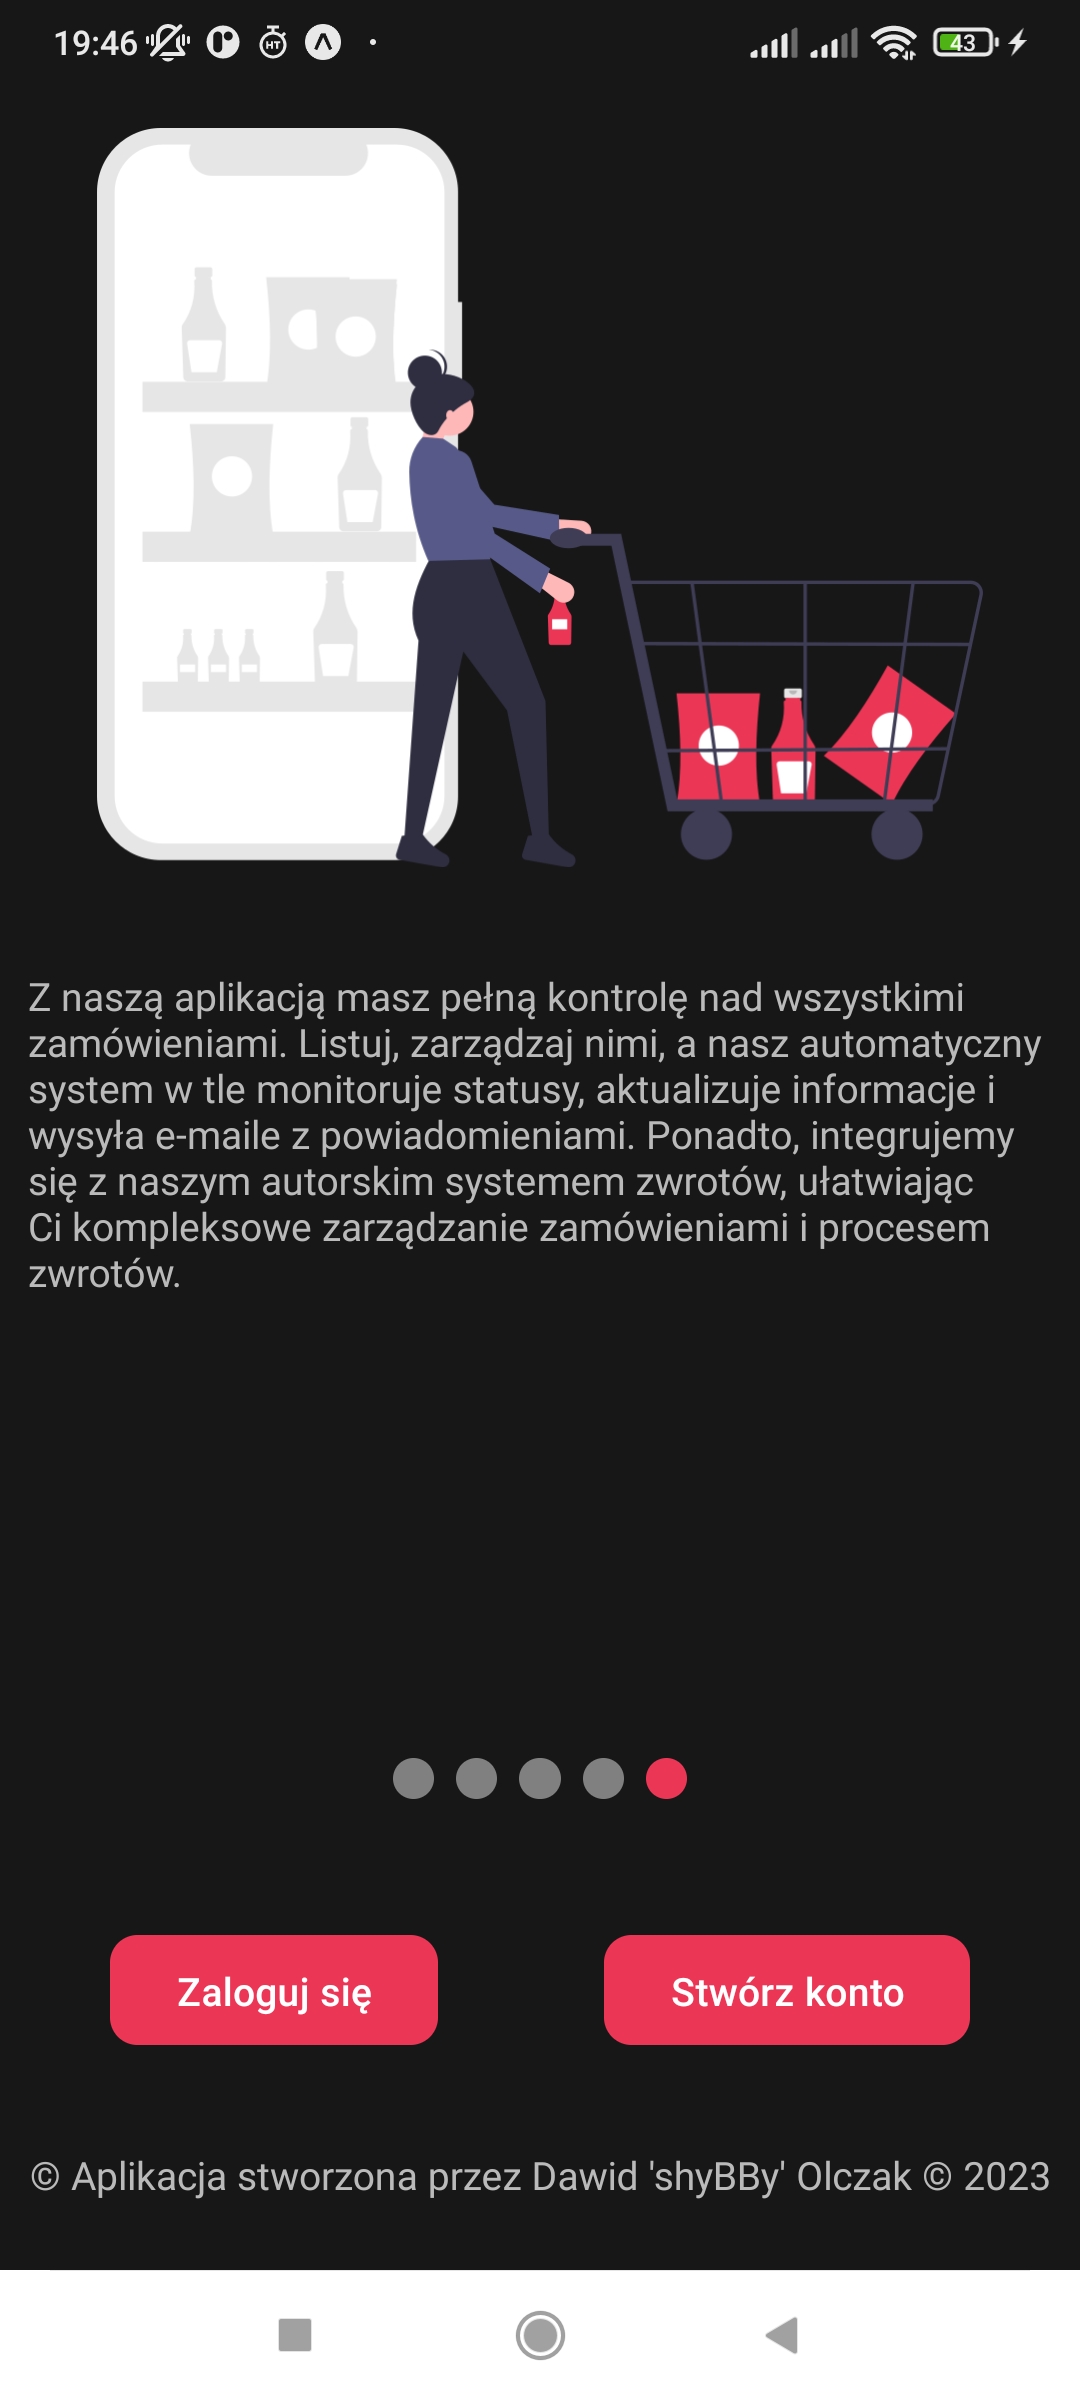 19:46
HT
43
Z naszą aplikacją masz pełną kontrolę nad wszystkimi
zamówieniami. Listuj, zarządzaj nimi, a nasz automatyczny
system w tle monitoruje statusy, aktualizuje informacje i
wysyła e-maile z powiadomieniami. Ponadto, integrujemy
się z naszym autorskim systemem zwrotów, ułatwiając
Ci kompleksowe zarządzanie zamówieniami i procesem
zwrotów.
Zaloguj się
Stwórz konto
© Aplikacja stworzona przez Dawid 'shyBBy' Olczak © 2023